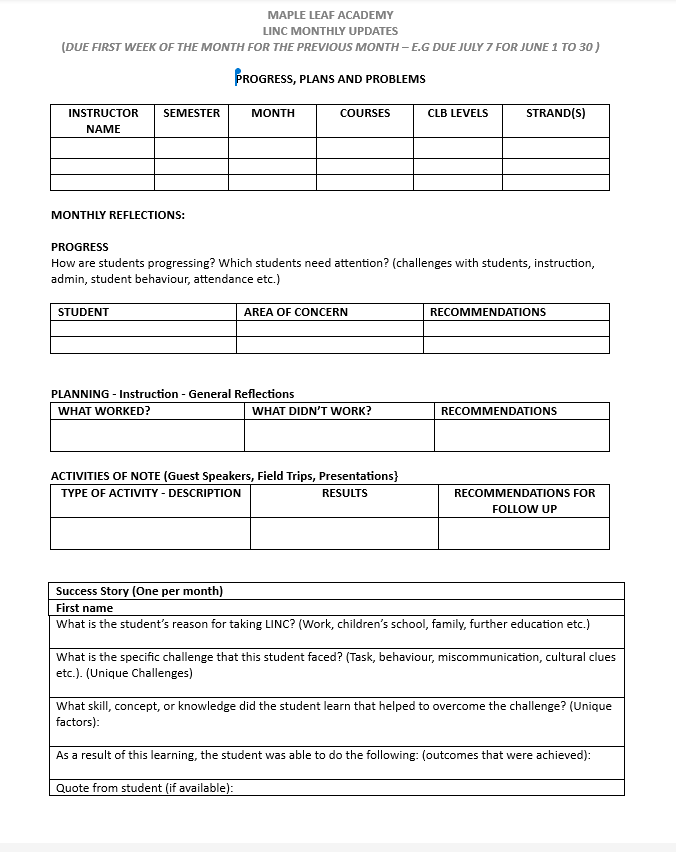 MAPLE LEAF ACADEMY
LINC MONTHLY UPDATES
(DUE FIRST WEEK OF THE MONTH FOR THE PREVIOUS MONTH – E.G DUE JULY 7 FOR JUNE 1 TO 30 )
PROGRESS, PLANS AND PROBLEMS
INSTRUCTOR NAME SEMESTER MONTH COURSES CLB LEVELS STRAND(S)
MONTHLY REFLECTIONS:
PROGRESS
How are students progressing? Which students need attention? (challenges with students, instruction,
admin, student behaviour, attendance etc.)
STUDENT AREA OF CONCERN RECOMMENDATIONS
PLANNING - Instruction - General Reflections
WHAT WORKED? WHAT DIDN'T WORK? RECOMMENDATIONS
ACTIVITIES OF NOTE (Guest Speakers, Field Trips, Presentations}
TYPE OF ACTIVITY - DESCRIPTION RESULTS RECOMMENDATIONS FOR FOLLOW UP
Success Story (One per month)
First name
What is the student's reason for taking LINC? (Work, children's school, family, further education etc.)
What is the specific challenge that this student faced? (Task, behaviour, miscommunication, cultural clues
etc.). (Unique Challenges)
What skill, concept, or knowledge did the student learn that helped to overcome the challenge? (Unique
factors):
As a result of this learning, the student was able to do the following: (outcomes that were achieved):
Quote from student (if available):